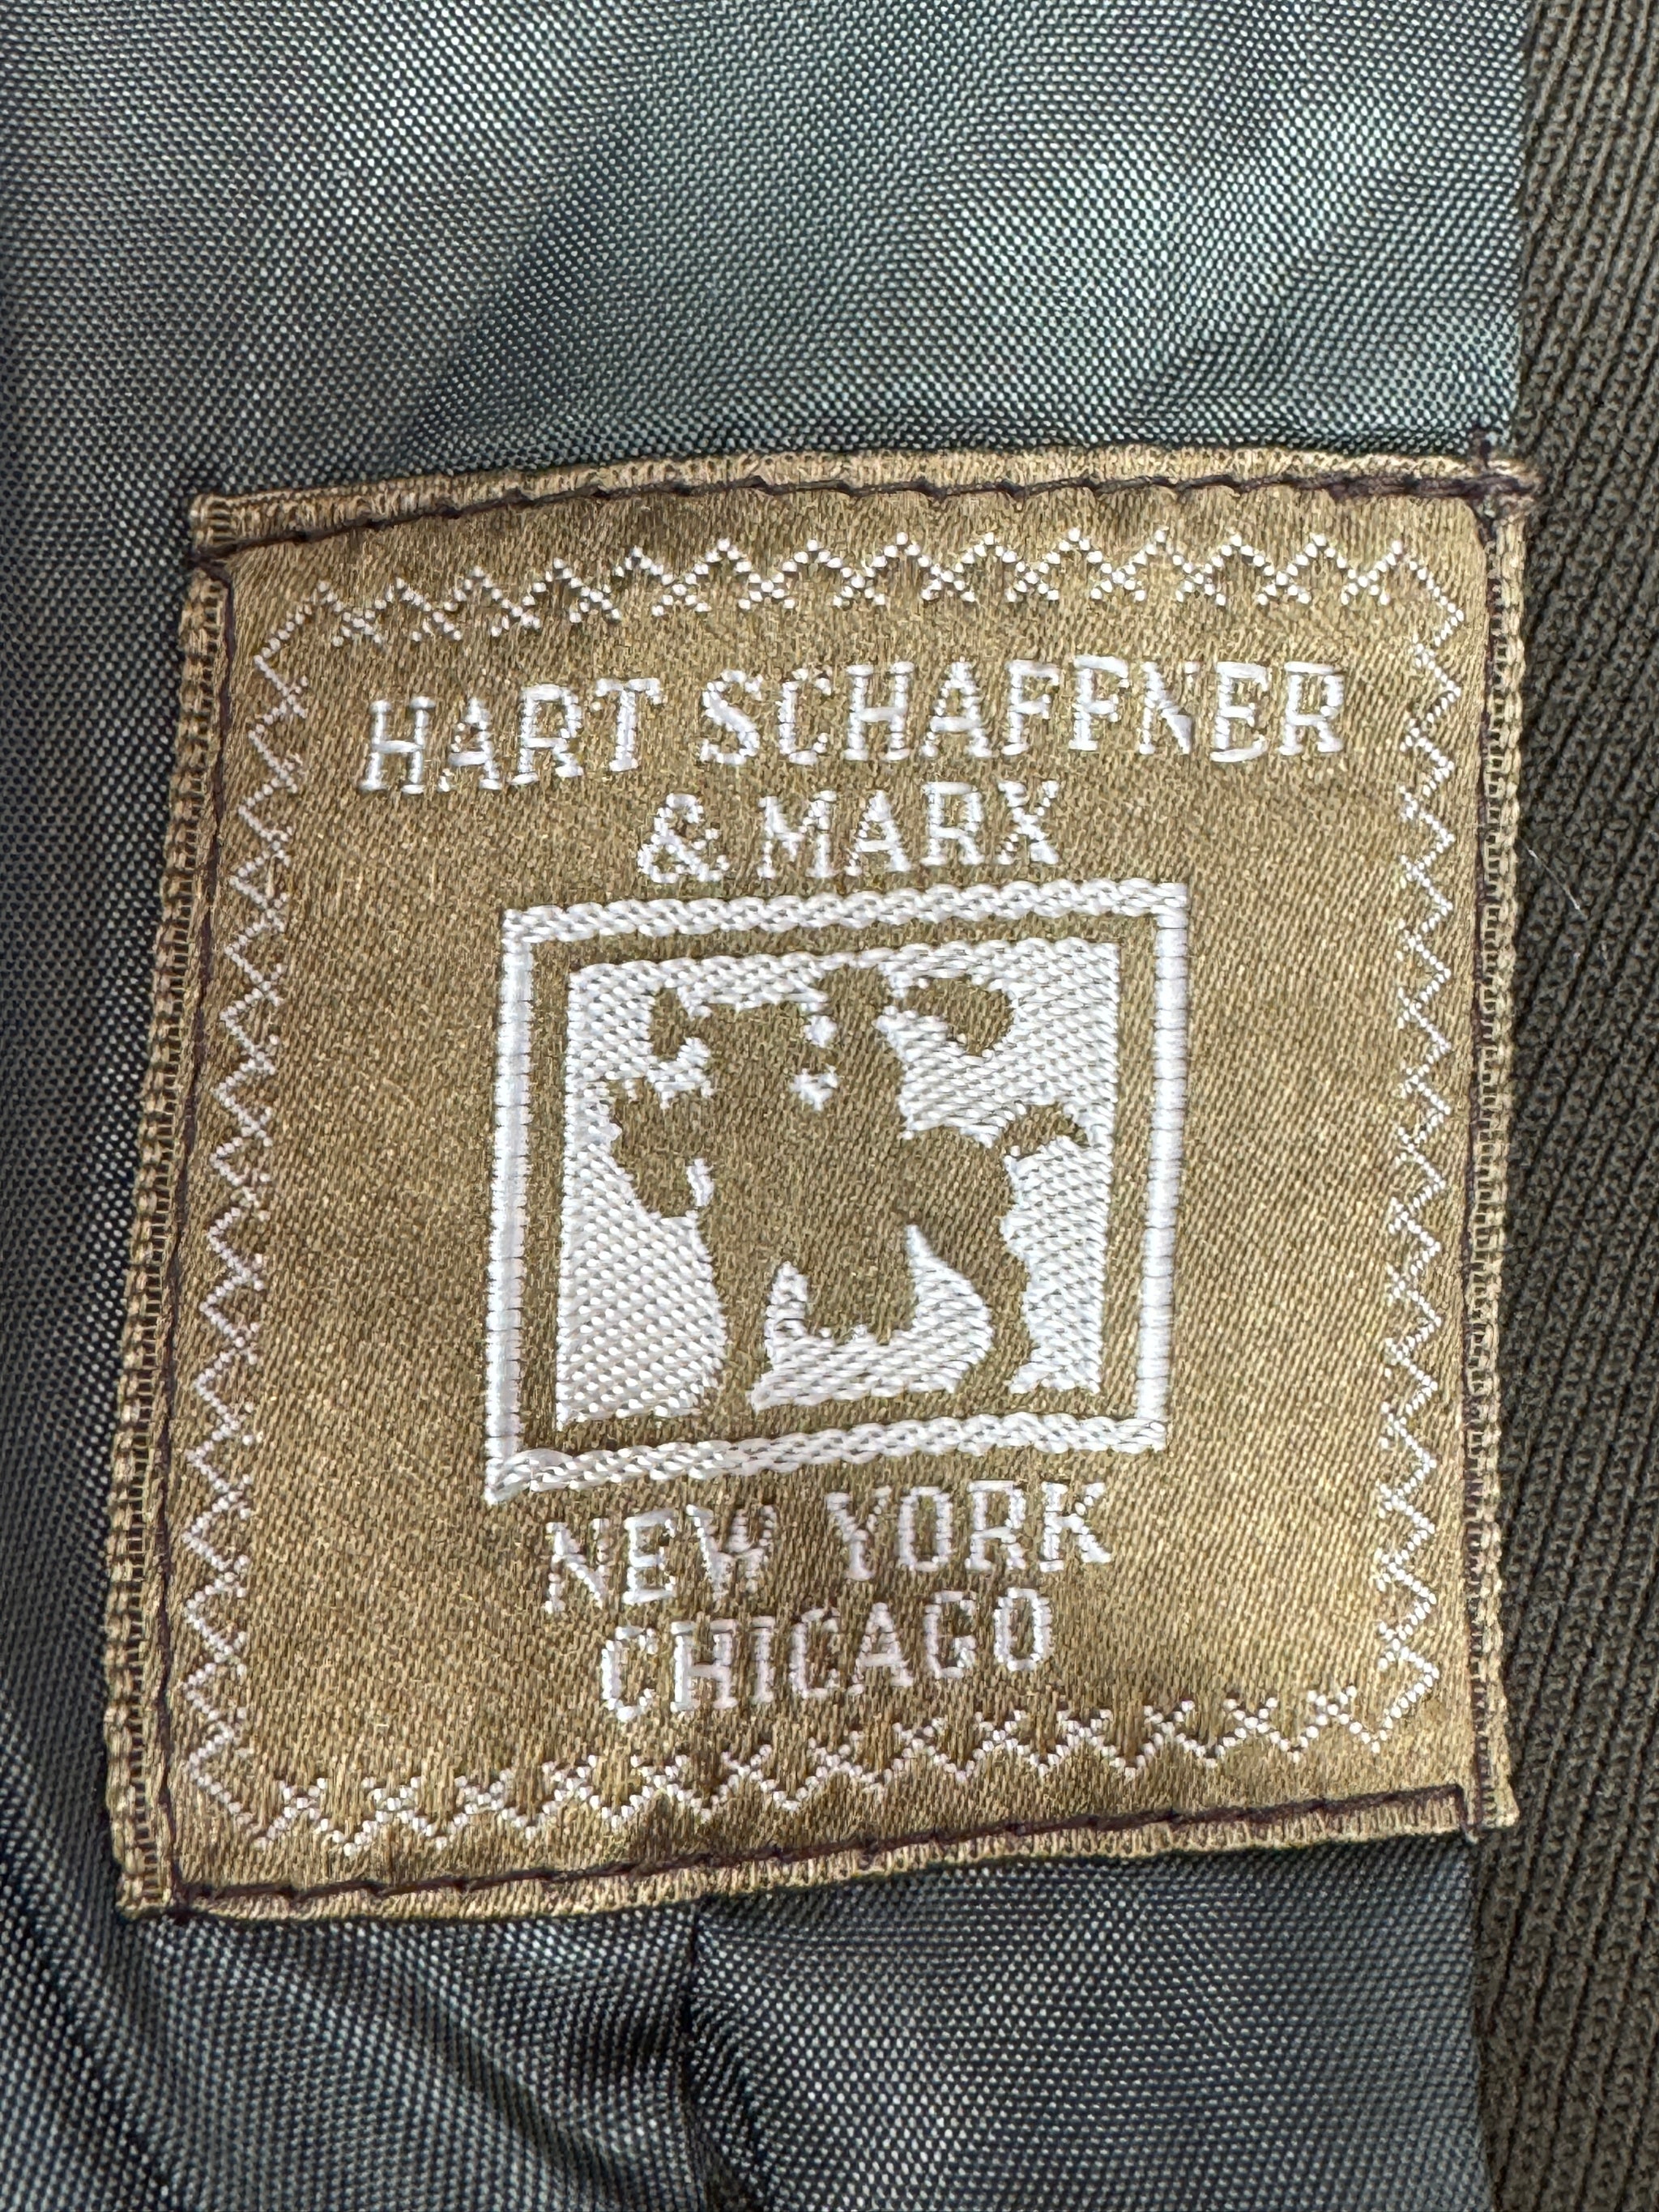 HART SCHAFFNER
& MARX
NEW YORK
CHICAGO